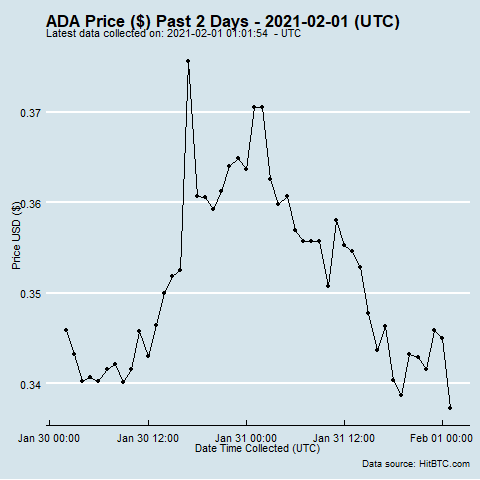 ADA Price ($) Past 2 Days - 2021-02-01 (UTC)
Latest data collected on: 2021-02-01 01:01:54 - UTC
0.37
0.36
0.35
0.34
Price USD ($)
Jan 30 00:00
Jan 30 12:00
Jan 31 00:00
Jan 31 12:00
Feb 01 00:00
Date Time Collected (UTC)
Data source: HitBTC.com